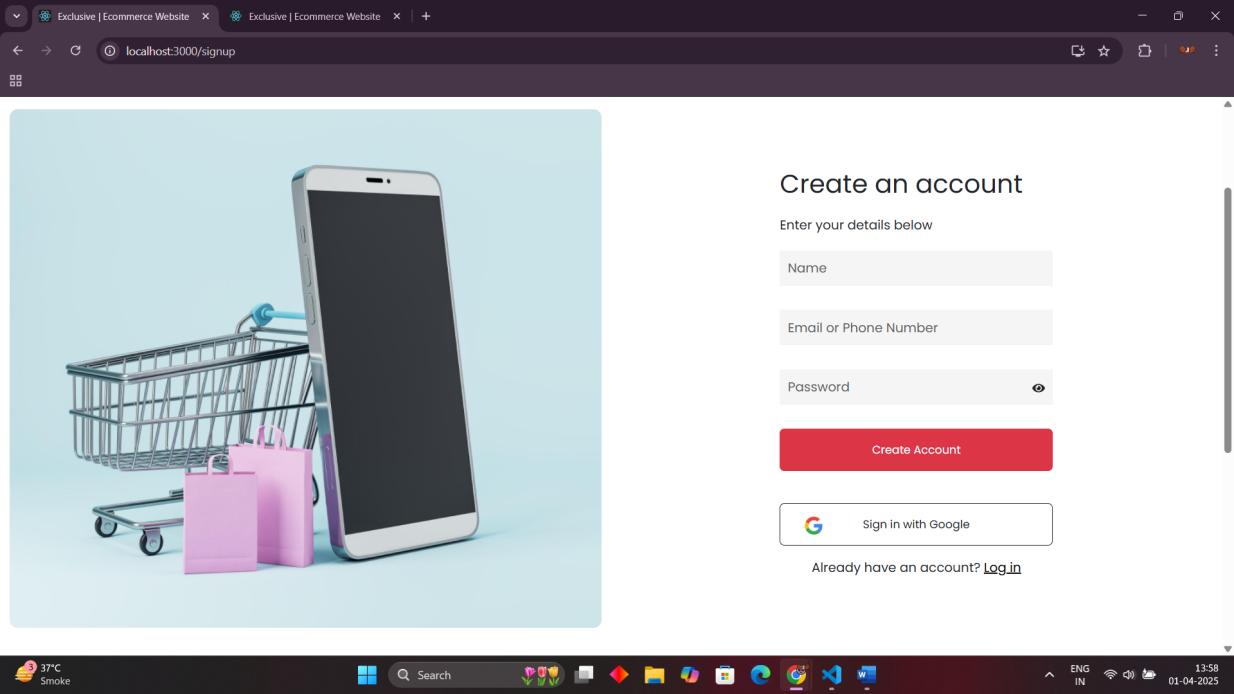 Exclusive | Ecommerce Website
Exclusive | Ecommerce Website
localhost:3000/signup
Create an account
Enter your details below
Name
Email or Phone Number
Password
Create Account
Sign in with Google
Already have an account? Log in
3
37°C
Smoke
Search
ENG
IN
13:58
01-04-2025